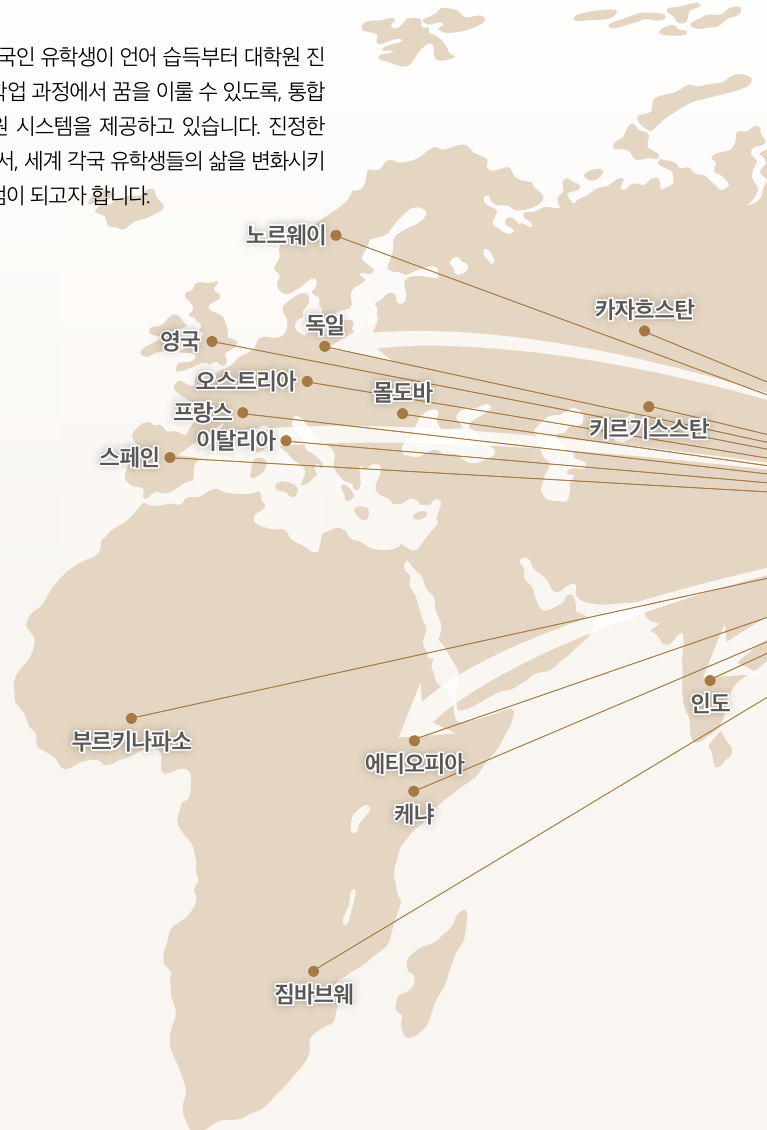 국인 유학생이 언어 습득부터 대학원 진
학업 과정에서 꿈을 이룰 수 있도록, 통합
원 시스템을 제공하고 있습니다. 진정한
서, 세계 각국 유학생들의 삶을 변화시키
점이 되고자 합니다.
노르웨이
카자흐스탄
독일
영국
오스트리아
몰도바
프랑스
키르기스스탄
이탈리아
스페인
인도
부르키나파소
에티오피아
케냐
짐바브웨